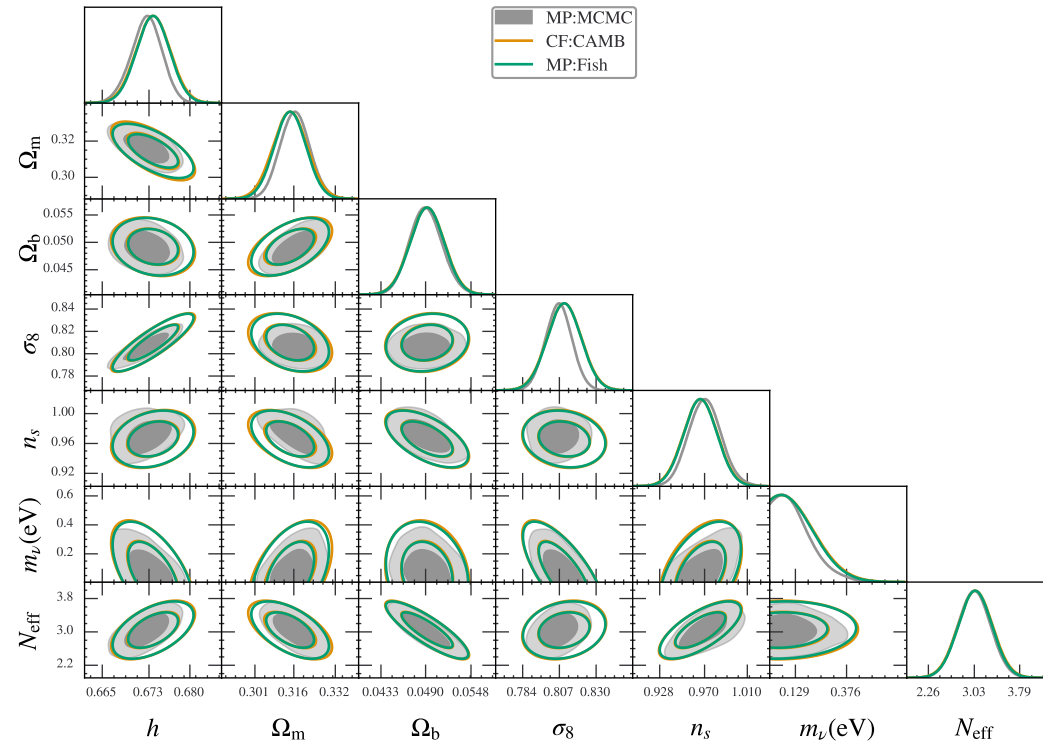 MP:MCMC
CF:CAMB
MP:Fish
Ωm
0.32
0.30
Ωb
0.055
0.050
0.045
σ8
0.84
0.82
0.80
0.78
ns
1.00
0.96
0.92
mν(eV)
0.6
0.4
0.2
Neff
3.8
3.0
2.2
0.665 0.673 0.680 0.301 0.316 0.332 0.0433 0.0490 0.0548 0.784 0.807 0.830 0.928 0.970 1.010 0.129 0.376 2.26 3.03 3.79
h Ωm Ωb σ8 ns mν(eV) Neff